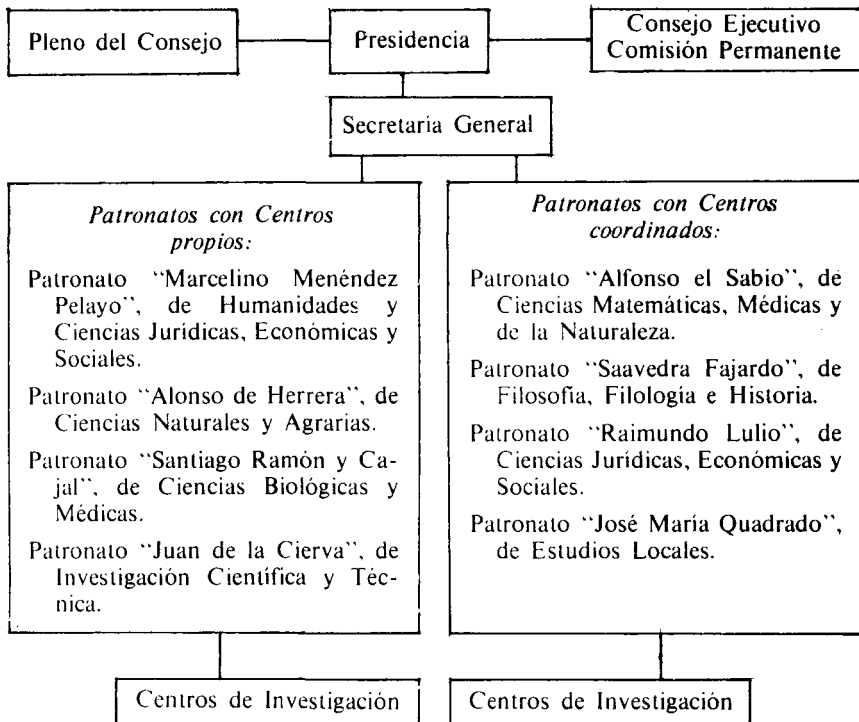 Pleno del Consejo
Presidencia
Consejo Ejecutivo
Comisión Permanente
Secretaría General
Patronatos con Centros
propios:
Patronato “Marcelino Menéndez
Pelayo”, de Humanidades y
Ciencias Jurídicas, Económicas y
Sociales.
Patronato “Alonso de Herrera”, de
Ciencias Naturales y Agrarias.
Patronato “Santiago Ramón y Ca-
jal”, de Ciencias Biológicas y
Médicas.
Patronato “Juan de la Cierva”, de
Investigación Científica y Téc-
nica.
Patronatos con Centros
coordinados:
Patronato “Alfonso el Sabio”, de
Ciencias Matemáticas, Médicas y
de la Naturaleza.
Patronato “Saavedra Fajardo”, de
Filosofía, Filología e Historia.
Patronato “Raimundo Lulio”, de
Ciencias Jurídicas, Económicas y
Sociales.
Patronato “José María Quadrado”,
de Estudios Locales.
Centros de Investigación
Centros de Investigación